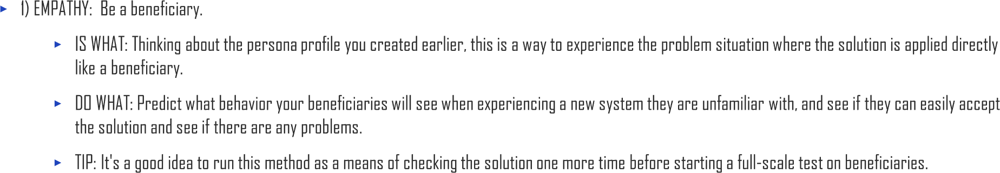 ▸ 1) EMPATHY: Be a beneficiary.
▸ IS WHAT: Thinking about the persona profile you created earlier, this is a way to experience the problem situation where the solution is applied directly
like a beneficiary.
▸ DO WHAT: Predict what behavior your beneficiaries will see when experiencing a new system they are unfamiliar with, and see if they can easily accept
the solution and see if there are any problems.
▸ TIP: It's a good idea to run this method as a means of checking the solution one more time before starting a full-scale test on beneficiaries.